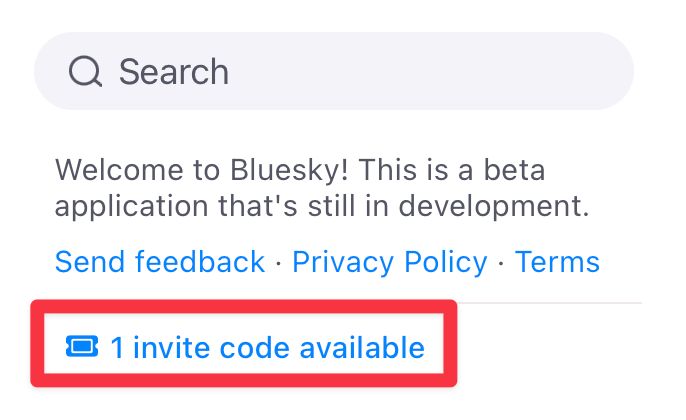 Search
Welcome to Bluesky! This is a beta
application that's still in development.
Send feedback · Privacy Policy · Terms
1 invite code available